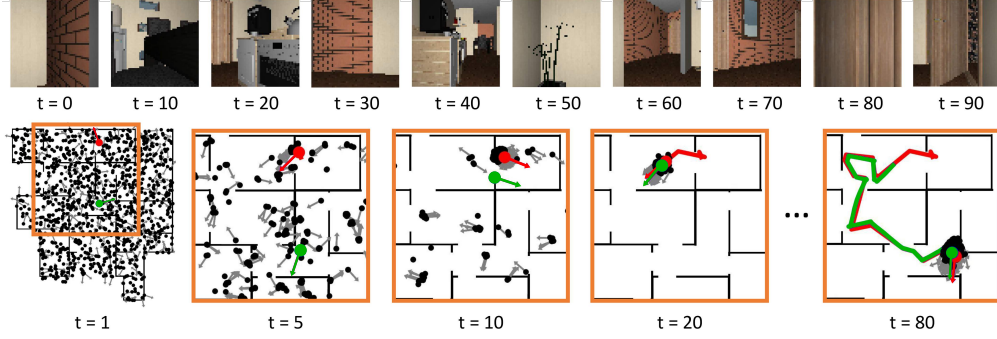 t = 0 t = 10 t = 20 t = 30 t = 40 t = 50 t = 60 t = 70 t = 80 t = 90
t = 1 t = 5 t = 10 t = 20 t = 80